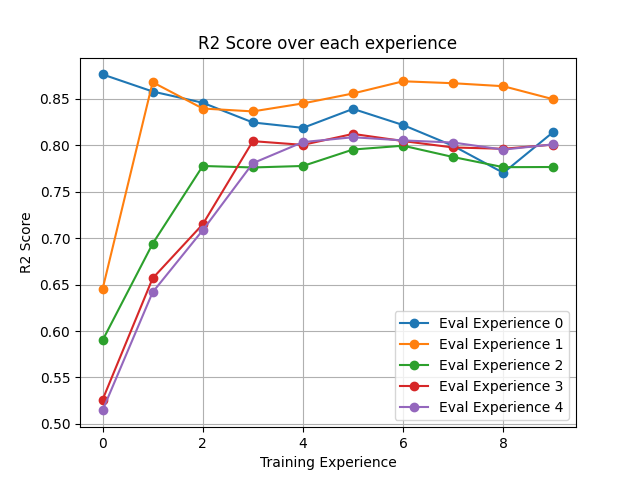 R2 Score over each experience
R2 Score
0.85
0.80
0.75
0.70
0.65
0.60
0.55
0.50
0
2
4
6
8
Training Experience
Eval Experience 0
Eval Experience 1
Eval Experience 2
Eval Experience 3
Eval Experience 4